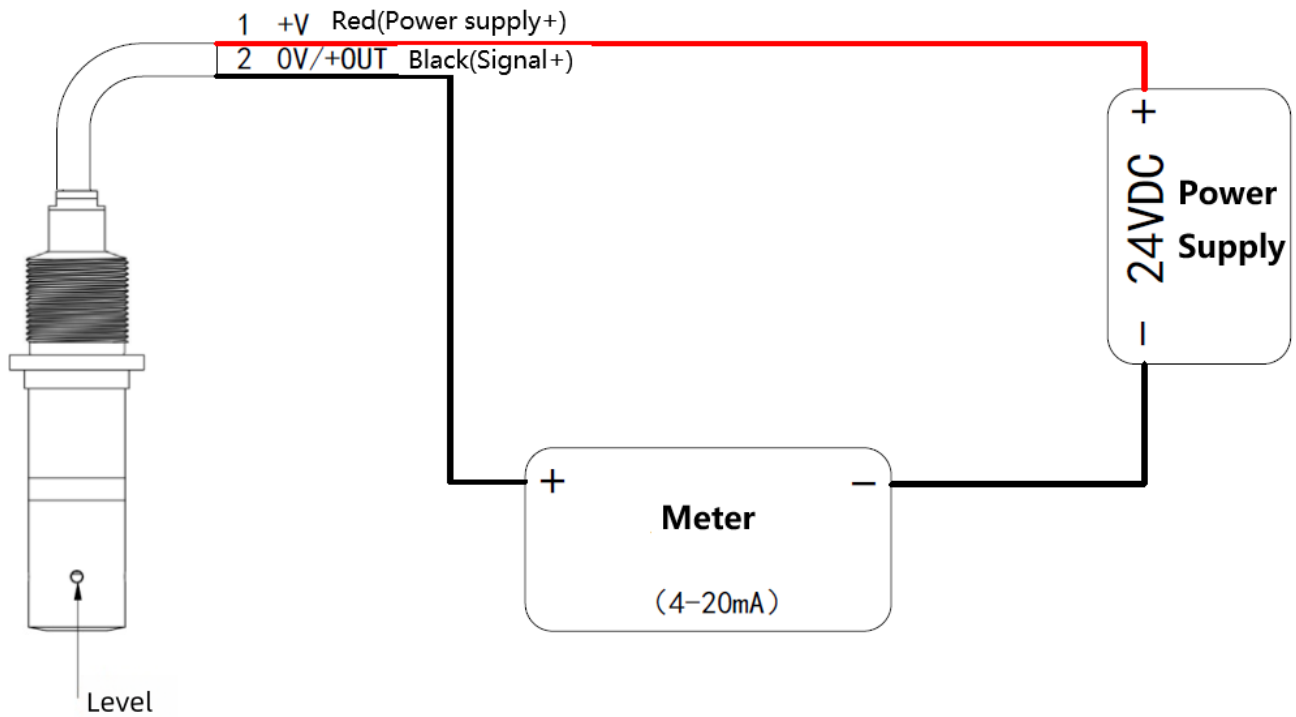 1 +V Red(Power supply+)
2 0V/+OUT Black(Signal+)
+
24VDC
Power
Supply
−
+
−
Meter
(4-20mA)
Level